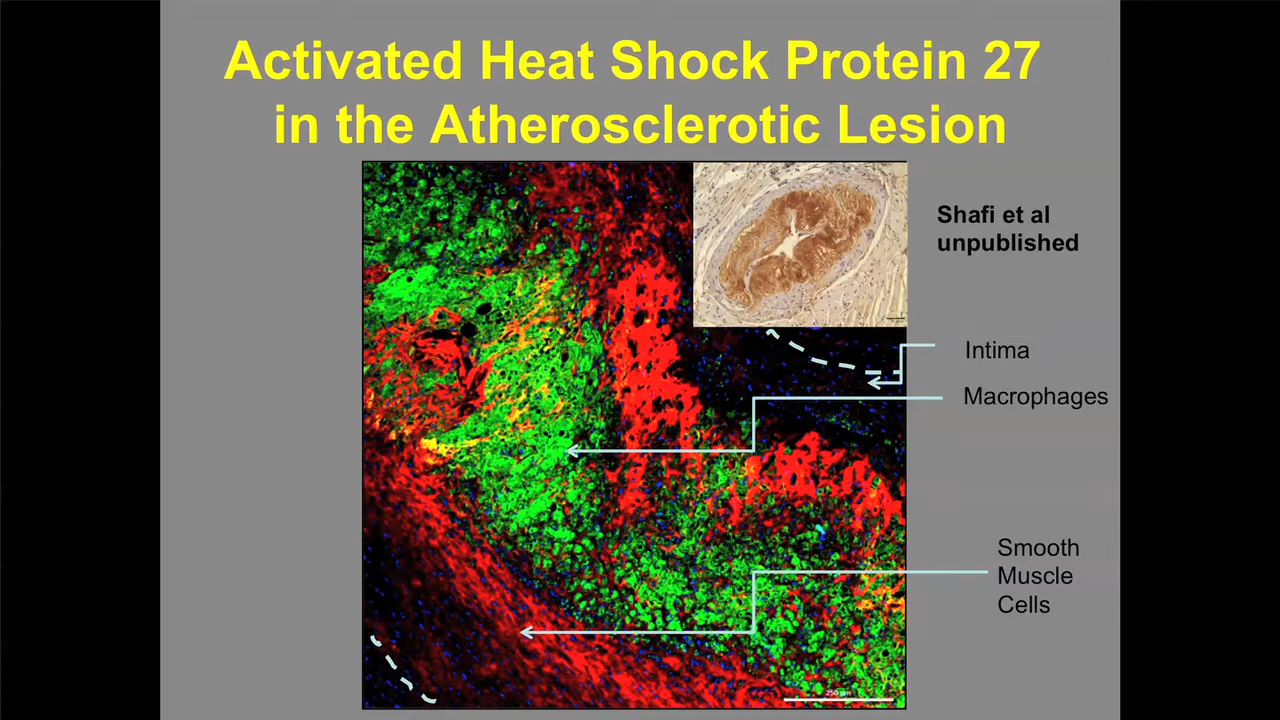 Activated Heat Shock Protein 27
in the Atherosclerotic Lesion
Shafi et al
unpublished
Intima
Macrophages
Smooth
Muscle
Cells
250 µm